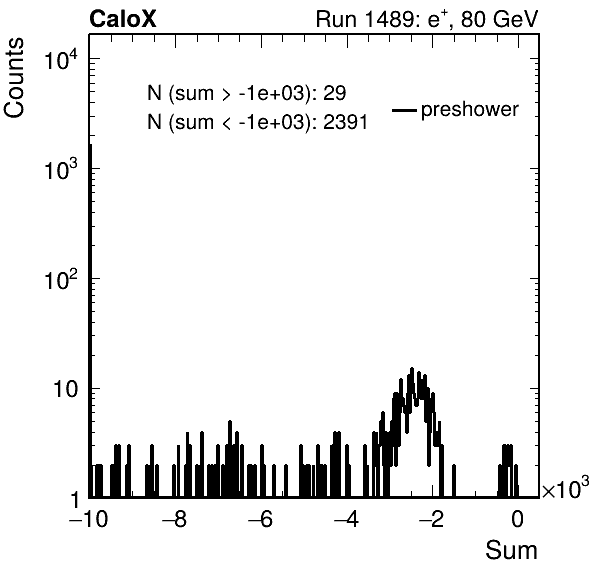 CaloX Run 1489: e⁺, 80 GeV
Counts
10⁴
N (sum > -1e+03): 29
N (sum < -1e+03): 2391
preshower
10³
10²
10
1
−10 −8 −6 −4 −2 0 ×10³
Sum